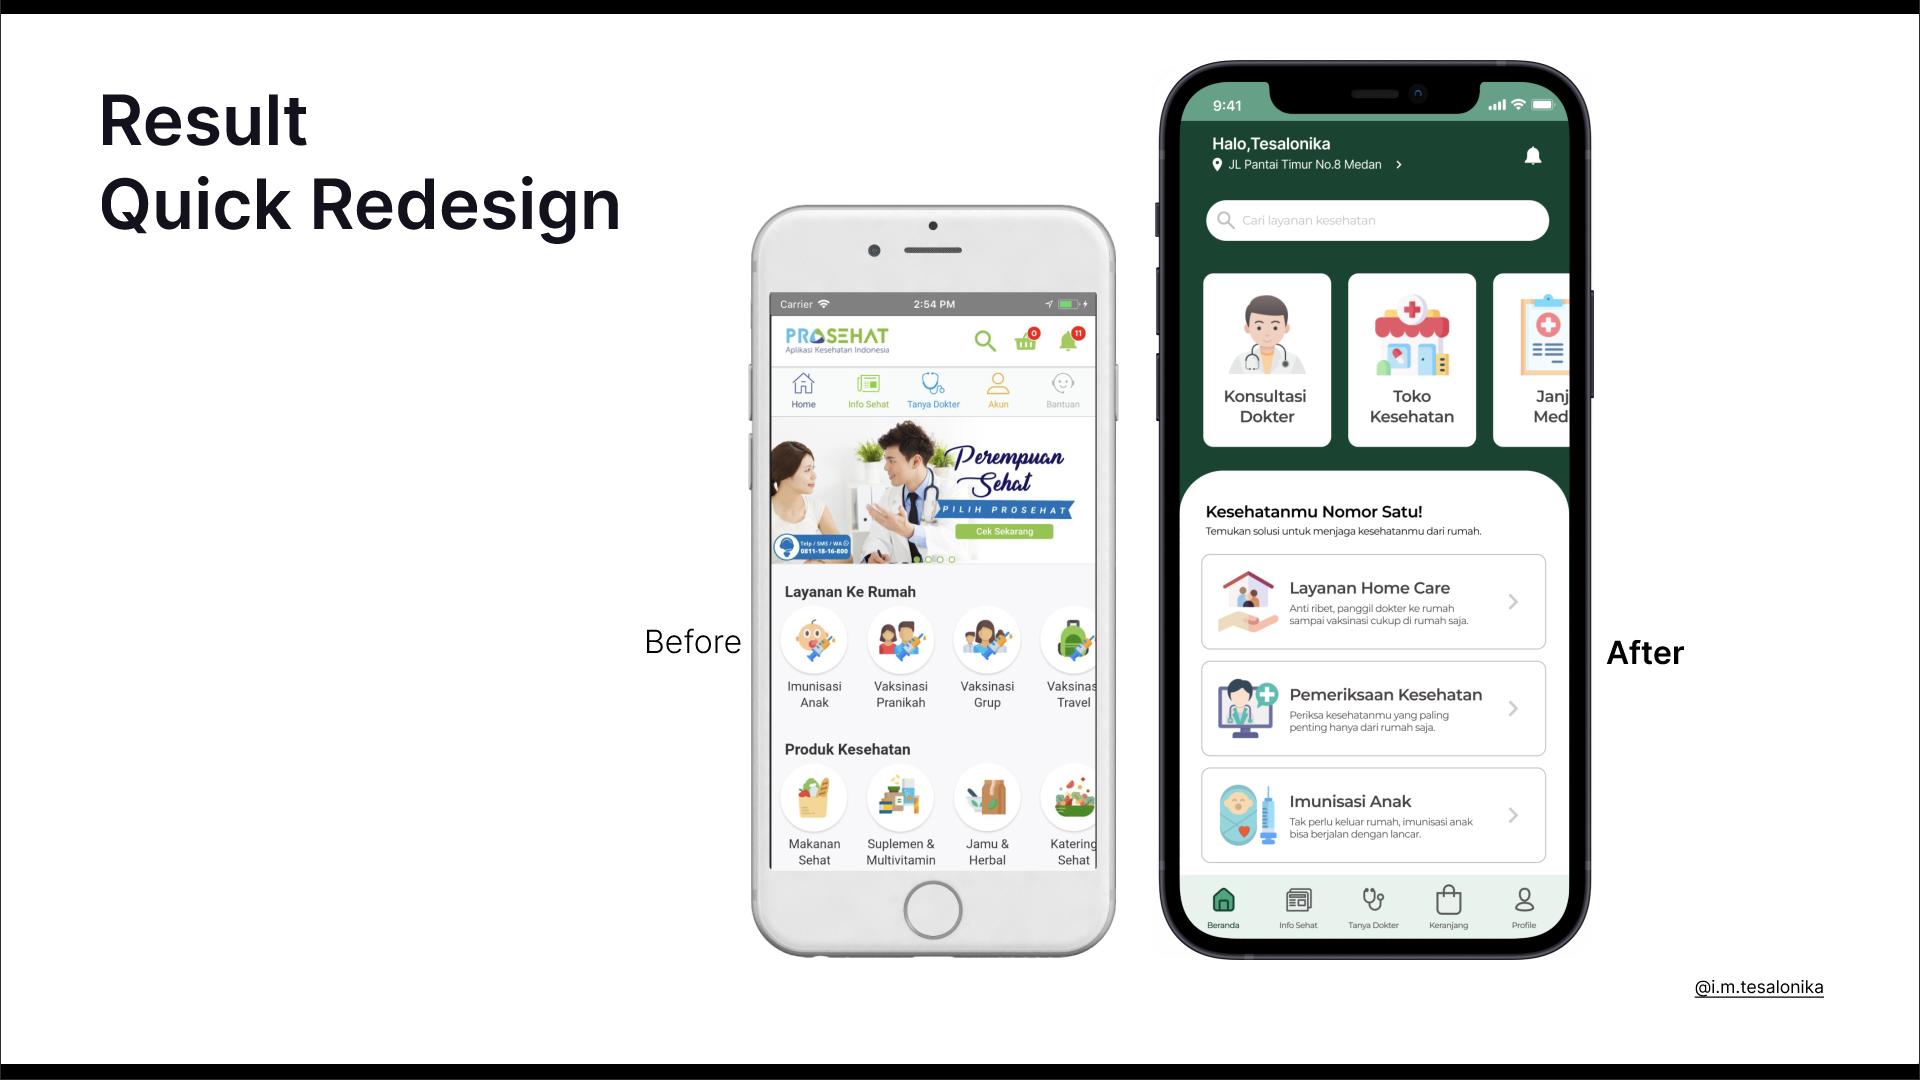 Result
Quick Redesign
Before
Carrier
2:54 PM
PROSEHAT
Aplikasi Kesehatan Indonesia
0
11
Home
Info Sehat
Tanya Dokter
Akun
Bantuan
Perempuan
Sehat
PILIH PROSEHAT
Cek Sekarang
Telp / SMS / WA
0811-18-16-800
Layanan Ke Rumah
Imunisasi
Anak
Vaksinasi
Pranikah
Vaksinasi
Grup
Vaksinas
Travel
Produk Kesehatan
Makanan
Sehat
Suplemen &
Multivitamin
Jamu &
Herbal
Katering
Sehat
9:41
Halo,Tesalonika
JL Pantai Timur No.8 Medan
Cari layanan kesehatan
Konsultasi
Dokter
Toko
Kesehatan
Janj
Med
Kesehatanmu Nomor Satu!
Temukan solusi untuk menjaga kesehatanmu dari rumah.
Layanan Home Care
Anti ribet, panggil dokter ke rumah
sampai vaksinasi cukup di rumah saja.
Pemeriksaan Kesehatan
Periksa kesehatanmu yang paling
penting hanya dari rumah saja.
Imunisasi Anak
Tak perlu keluar rumah, imunisasi anak
bisa berjalan dengan lancar.
Beranda
Info Sehat
Tanya Dokter
Keranjang
Profile
After
@i.m.tesalonika